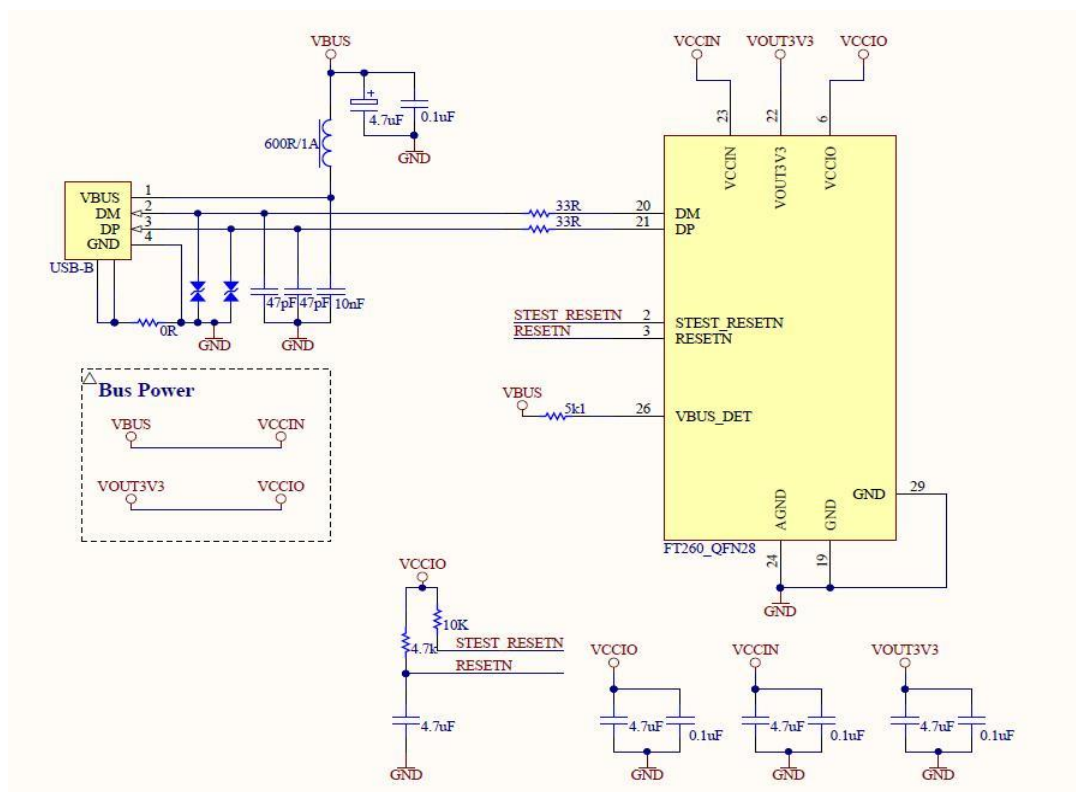 VBUS
VCCIN VOUT3V3 VCCIO
+
4.7uF 0.1uF
600R/1A
GND
23 22 6
VCCIN VOUT3V3 VCCIO
VBUS 1
DM 2 33R 20 DM
DP 3 33R 21 DP
GND 4
USB-B
47pF 47pF 10nF
0R
GND GND
STEST_RESETN 2 STEST_RESETN
RESETN 3 RESETN
VBUS
5k1 26 VBUS_DET
Bus Power
VBUS VCCIN
VOUT3V3 VCCIO
GND 29
AGND GND
FT260_QFN28
24 19
GND
VCCIO
10K
4.7k STEST_RESETN
RESETN
4.7uF
GND
VCCIO VCCIN VOUT3V3
4.7uF 0.1uF 4.7uF 0.1uF 4.7uF 0.1uF
GND GND GND